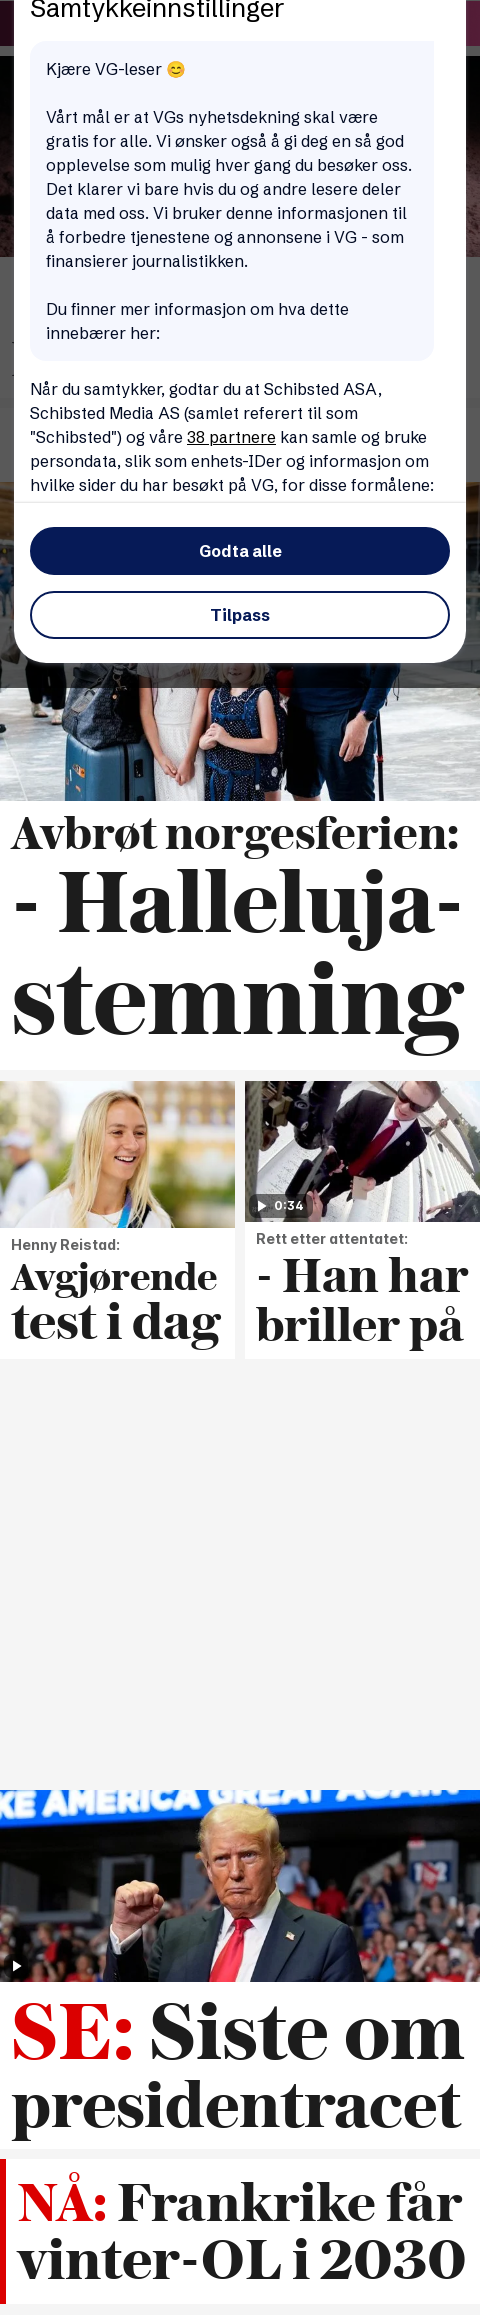 Samtykkeinnstillinger
Kjære VG-leser 😊
Vårt mål er at VGs nyhetsdekning skal være
gratis for alle. Vi ønsker også å gi deg en så god
opplevelse som mulig hver gang du besøker oss.
Det klarer vi bare hvis du og andre lesere deler
data med oss. Vi bruker denne informasjonen til
å forbedre tjenestene og annonsene i VG - som
finansierer journalistikken.
Du finner mer informasjon om hva dette
innebærer her:
Når du samtykker, godtar du at Schibsted ASA,
Schibsted Media AS (samlet referert til som
"Schibsted") og våre 38 partnere kan samle og bruke
persondata, slik som enhets-IDer og informasjon om
hvilke sider du har besøkt på VG, for disse formålene:
Godta alle
Tilpass
Avbrøt norgesferien:
- Halleluja-
stemning
Henny Reistad:
Avgjørende
test i dag
0:34
Rett etter attentatet:
- Han har
briller på
KE AMERICA GREAT AGAIN
SE: Siste om
presidentracet
NÅ: Frankrike får
vinter-OL i 2030